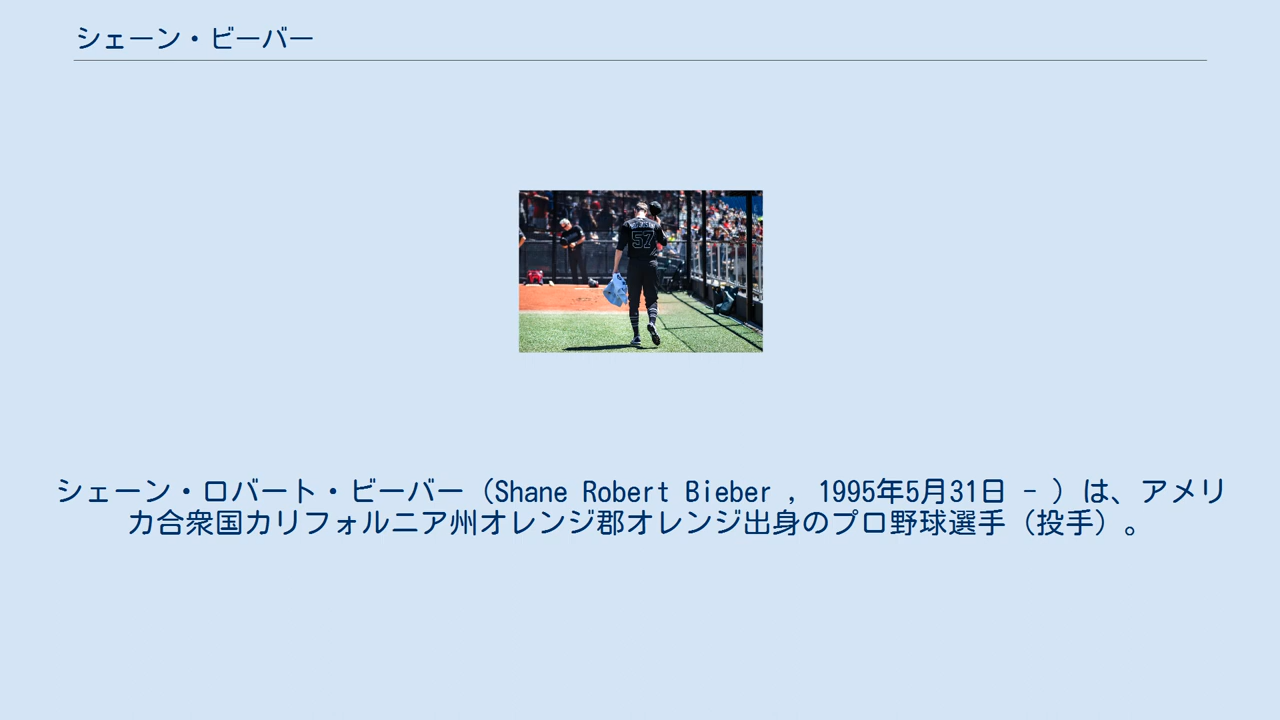 シェーン・ビーバー
57
シェーン・ロバート・ビーバー（Shane Robert Bieber , 1995年5月31日 - ）は、アメリ
カ合衆国カリフォルニア州オレンジ郡オレンジ出身のプロ野球選手（投手）。